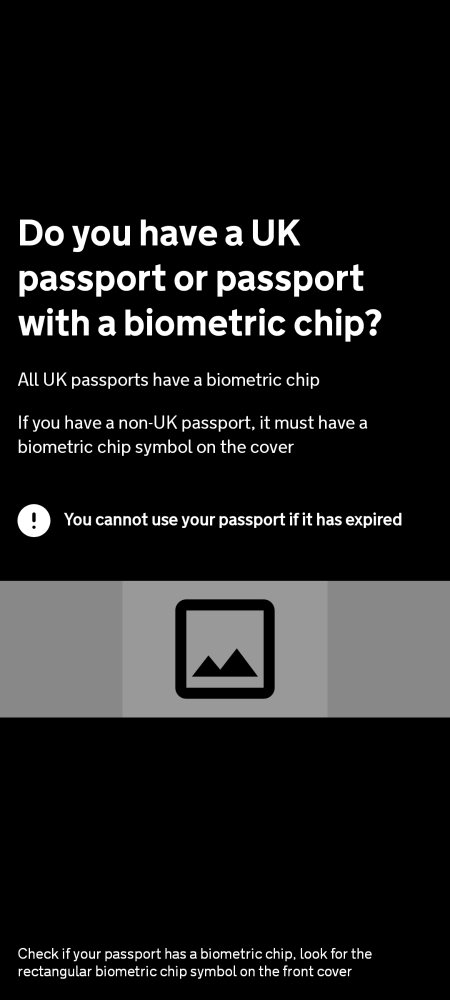 Do you have a UK
passport or passport
with a biometric chip?
All UK passports have a biometric chip
If you have a non-UK passport, it must have a
biometric chip symbol on the cover
You cannot use your passport if it has expired
Check if your passport has a biometric chip, look for the
rectangular biometric chip symbol on the front cover